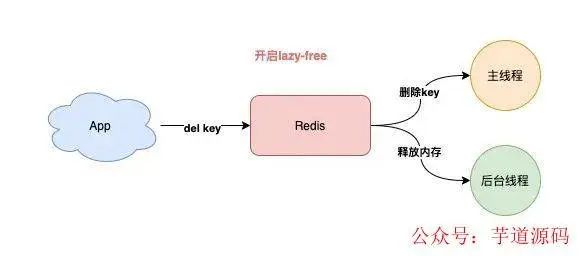 开启lazy-free
App
del key
Redis
删除key
主线程
释放内存
后台线程
公众号：芋道源码